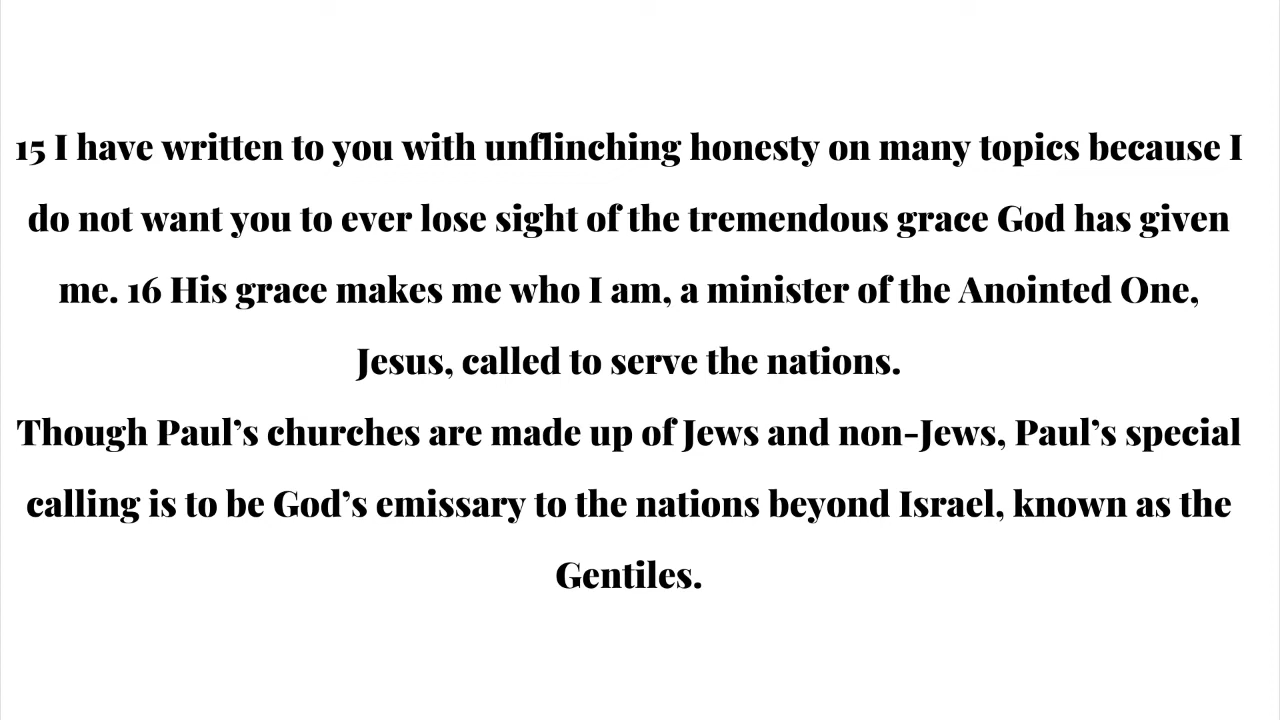 15 I have written to you with unflinching honesty on many topics because I
do not want you to ever lose sight of the tremendous grace God has given
me. 16 His grace makes me who I am, a minister of the Anointed One,
Jesus, called to serve the nations.
Though Paul’s churches are made up of Jews and non-Jews, Paul’s special
calling is to be God’s emissary to the nations beyond Israel, known as the
Gentiles.